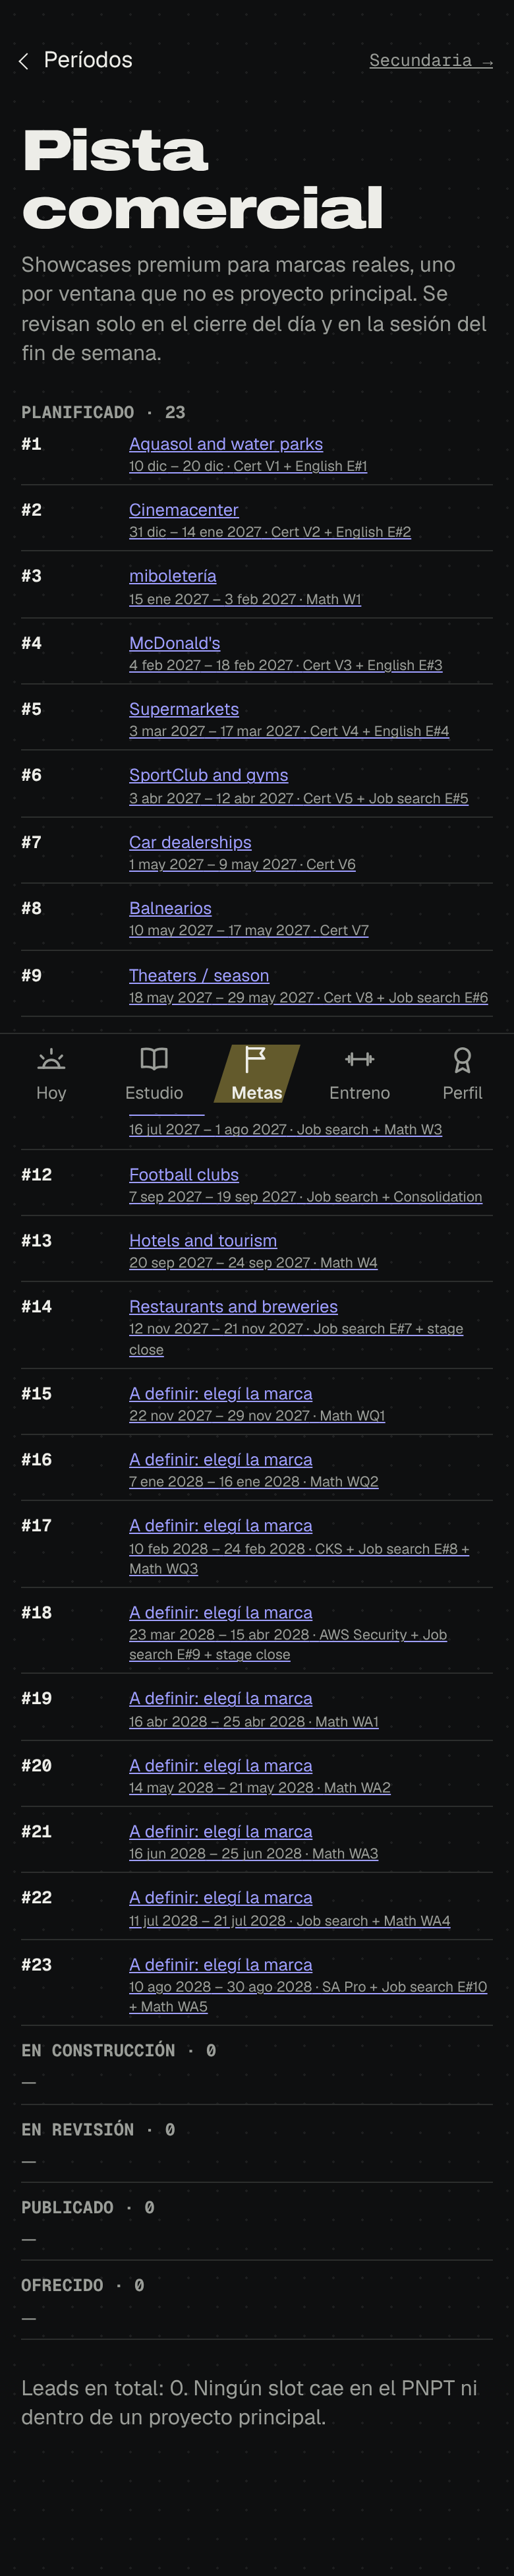 Períodos
Secundaria →
Pista
comercial
Showcases premium para marcas reales, uno
por ventana que no es proyecto principal. Se
revisan solo en el cierre del día y en la sesión del
fin de semana.
PLANIFICADO · 23
#1 Aquasol and water parks
10 dic – 20 dic · Cert V1 + English E#1
#2 Cinemacenter
31 dic – 14 ene 2027 · Cert V2 + English E#2
#3 miboletería
15 ene 2027 – 3 feb 2027 · Math W1
#4 McDonald's
4 feb 2027 – 18 feb 2027 · Cert V3 + English E#3
#5 Supermarkets
3 mar 2027 – 17 mar 2027 · Cert V4 + English E#4
#6 SportClub and gyms
3 abr 2027 – 12 abr 2027 · Cert V5 + Job search E#5
#7 Car dealerships
1 may 2027 – 9 may 2027 · Cert V6
#8 Balnearios
10 may 2027 – 17 may 2027 · Cert V7
#9 Theaters / season
18 may 2027 – 29 may 2027 · Cert V8 + Job search E#6
Hoy Estudio Metas Entreno Perfil
16 jul 2027 – 1 ago 2027 · Job search + Math W3
#12 Football clubs
7 sep 2027 – 19 sep 2027 · Job search + Consolidation
#13 Hotels and tourism
20 sep 2027 – 24 sep 2027 · Math W4
#14 Restaurants and breweries
12 nov 2027 – 21 nov 2027 · Job search E#7 + stage
close
#15 A definir: elegí la marca
22 nov 2027 – 29 nov 2027 · Math WQ1
#16 A definir: elegí la marca
7 ene 2028 – 16 ene 2028 · Math WQ2
#17 A definir: elegí la marca
10 feb 2028 – 24 feb 2028 · CKS + Job search E#8 +
Math WQ3
#18 A definir: elegí la marca
23 mar 2028 – 15 abr 2028 · AWS Security + Job
search E#9 + stage close
#19 A definir: elegí la marca
16 abr 2028 – 25 abr 2028 · Math WA1
#20 A definir: elegí la marca
14 may 2028 – 21 may 2028 · Math WA2
#21 A definir: elegí la marca
16 jun 2028 – 25 jun 2028 · Math WA3
#22 A definir: elegí la marca
11 jul 2028 – 21 jul 2028 · Job search + Math WA4
#23 A definir: elegí la marca
10 ago 2028 – 30 ago 2028 · SA Pro + Job search E#10
+ Math WA5
EN CONSTRUCCIÓN · 0
—
EN REVISIÓN · 0
—
PUBLICADO · 0
—
OFRECIDO · 0
—
Leads en total: 0. Ningún slot cae en el PNPT ni
dentro de un proyecto principal.